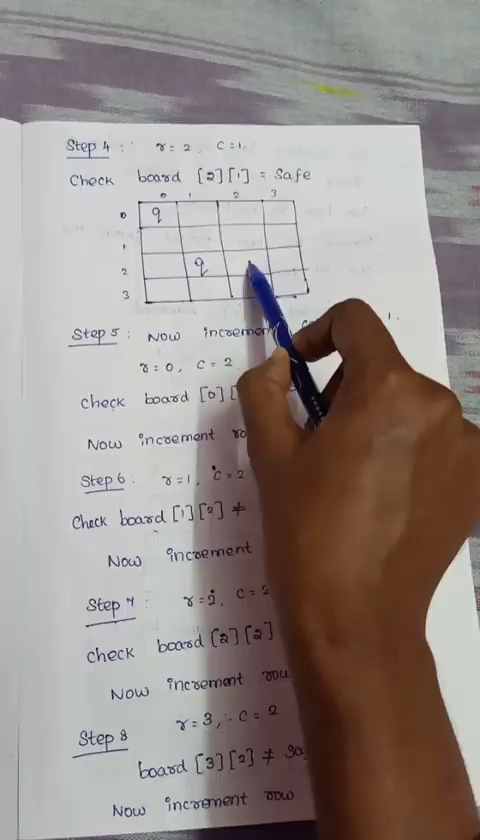 Step 4 : r = 2, C = 1,
Check board [2][1] = Safe
0 1 2 3
0 q
1
2 q
3
Step 5 : Now increment 1.
r = 0, C = 2,
Check board [0][
Now increment
Step 6 : r = 1, C = 2
Check board [1][2] ≠
Now increment
Step 7 : r = 2, C = 2
Check board [2][2]
Now increment row
Step 8 r = 3, C = 2
board [3][2] ≠
Now increment row